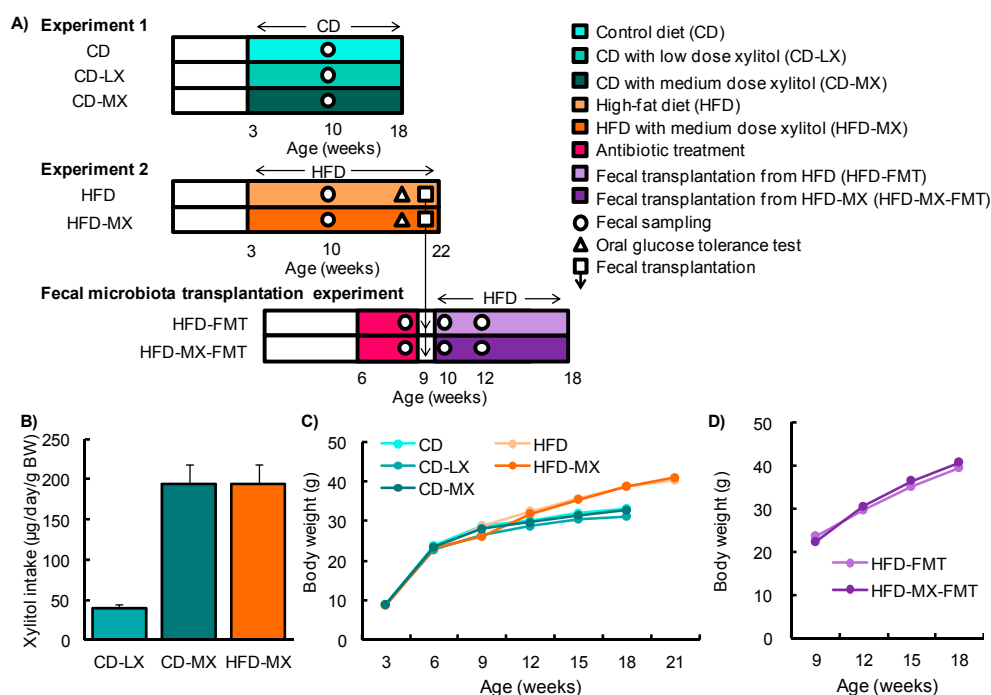 A)
Experiment 1
CD
CD
CD-LX
CD-MX
3 10 18
Age (weeks)
Experiment 2
HFD
HFD
HFD-MX
3 10 22
Age (weeks)
Fecal microbiota transplantation experiment
HFD
HFD-FMT
HFD-MX-FMT
6 9 10 12 18
Age (weeks)
Control diet (CD)
CD with low dose xylitol (CD-LX)
CD with medium dose xylitol (CD-MX)
High-fat diet (HFD)
HFD with medium dose xylitol (HFD-MX)
Antibiotic treatment
Fecal transplantation from HFD (HFD-FMT)
Fecal transplantation from HFD-MX (HFD-MX-FMT)
Fecal sampling
Oral glucose tolerance test
Fecal transplantation
B)
Xylitol intake (µg/day/g BW)
250
200
150
100
50
0
CD-LX CD-MX HFD-MX
C)
Body weight (g)
50
40
30
20
10
0
CD HFD
CD-LX HFD-MX
CD-MX
3 6 9 12 15 18 21
Age (weeks)
D)
Body weight (g)
50
40
30
20
10
0
HFD-FMT
HFD-MX-FMT
9 12 15 18
Age (weeks)